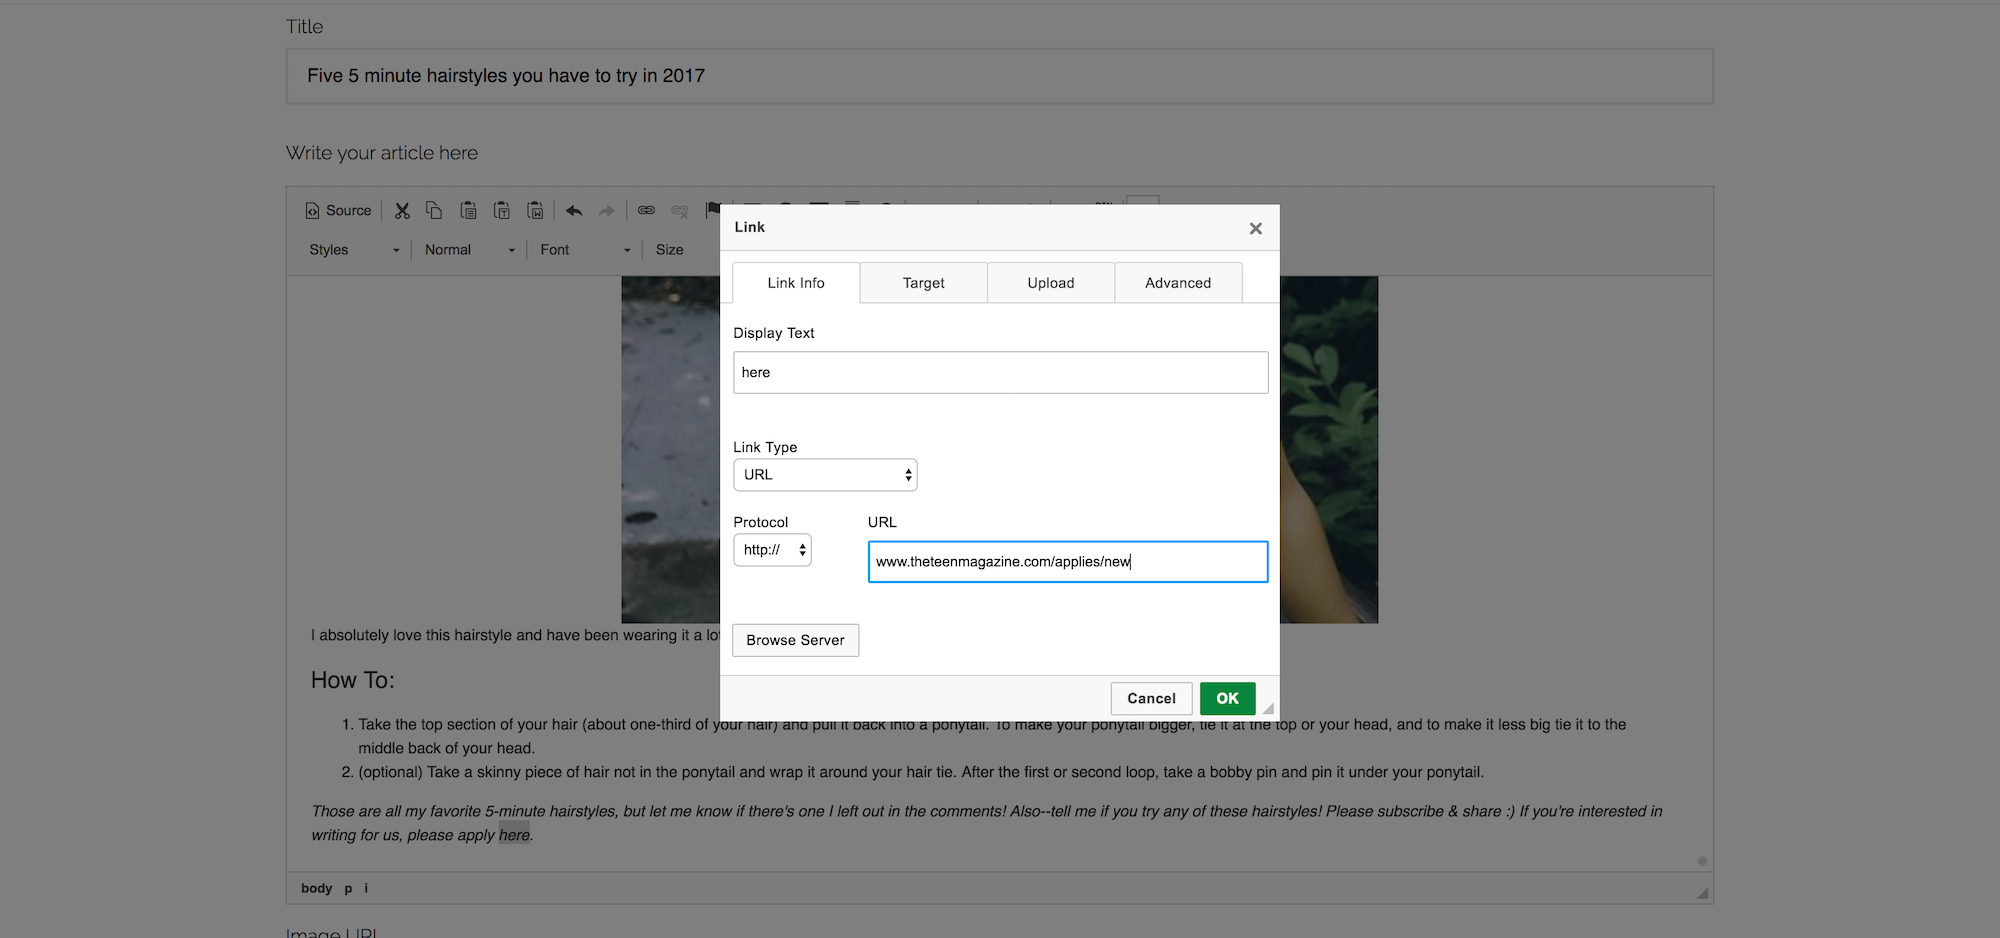 Title
Five 5 minute hairstyles you have to try in 2017
Write your article here
Source
Styles Normal Font Size
Link
Link Info Target Upload Advanced
Display Text
here
Link Type
URL
Protocol URL
http:// www.theteenmagazine.com/applies/new
Browse Server
Cancel OK
I absolutely love this hairstyle and have been wearing it a
How To:
1. Take the top section of your hair (about one-third of your hair) and pull it back into a ponytail. To make your ponytail bigger, tie it at the top or your head, and to make it less big tie it to the
middle back of your head.
2. (optional) Take a skinny piece of hair not in the ponytail and wrap it around your hair tie. After the first or second loop, take a bobby pin and pin it under your ponytail.
Those are all my favorite 5-minute hairstyles, but let me know if there's one I left out in the comments! Also--tell me if you try any of these hairstyles! Please subscribe & share :) If you're interested in
writing for us, please apply here.
body p i
Image URL